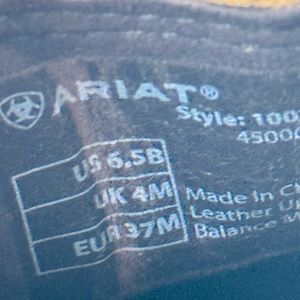 ARIAT®
Style: 100
4500
US 6.5B
UK 4M
EUR 37M
Made in
Leather
Balance